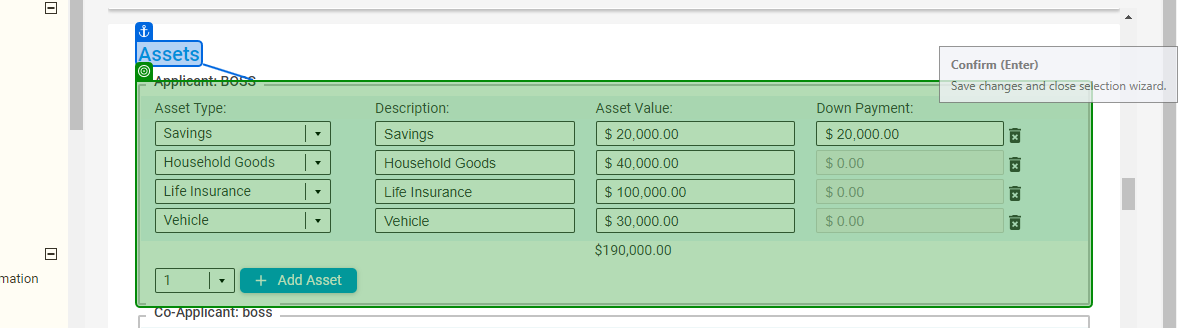 Assets
Confirm (Enter)
Save changes and close selection wizard.
Applicant: BOSS
Asset Type: Description: Asset Value: Down Payment:
Savings Savings $ 20,000.00 $ 20,000.00
Household Goods Household Goods $ 40,000.00 $ 0.00
Life Insurance Life Insurance $ 100,000.00 $ 0.00
Vehicle Vehicle $ 30,000.00 $ 0.00
$190,000.00
mation 1 + Add Asset
Co-Applicant: boss